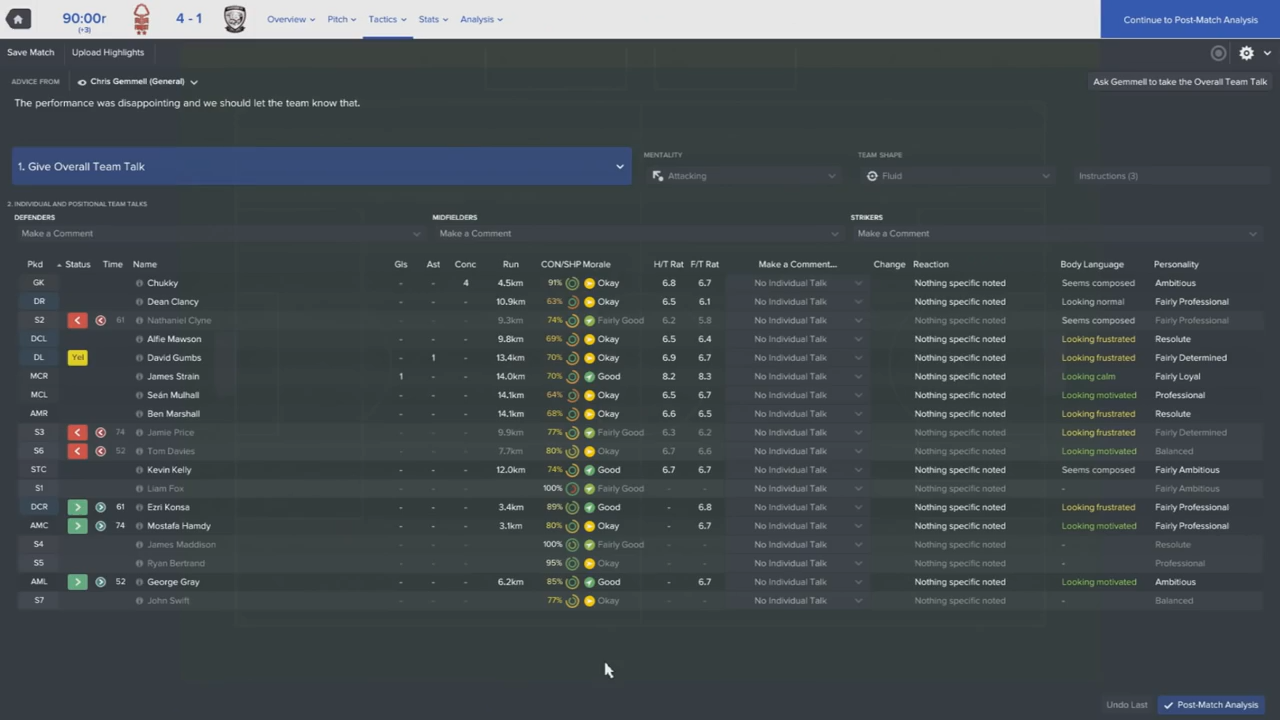 90:00r 4 - 1 Overview Pitch Tactics Stats Analysis Continue to Post-Match Analysis
(+3)
Save Match Upload Highlights
ADVICE FROM Chris Gemmell (General) Ask Gemmell to take the Overall Team Talk
The performance was disappointing and we should let the team know that.
1. Give Overall Team Talk
MENTALITY TEAM SHAPE
Attacking Fluid Instructions (3)
2. INDIVIDUAL AND POSITIONAL TEAM TALKS
DEFENDERS MIDFIELDERS STRIKERS
Make a Comment Make a Comment Make a Comment
Pkd Status Time Name Gls Ast Conc Run CON/SHP Morale H/T Rat F/T Rat Make a Comment... Change Reaction Body Language Personality
GK Chukky - - 4 4.5km 91% Okay 6.8 6.7 No Individual Talk Nothing specific noted Seems composed Ambitious
DR Dean Clancy - - - 10.9km 63% Okay 6.5 6.1 No Individual Talk Nothing specific noted Looking normal Fairly Professional
S2 61 Nathaniel Clyne - - - 9.3km 74% Fairly Good 6.2 5.8 No Individual Talk Nothing specific noted Seems composed Fairly Professional
DCL Alfie Mawson - - - 9.8km 69% Okay 6.5 6.4 No Individual Talk Nothing specific noted Looking frustrated Resolute
DL Yel David Gumbs - 1 - 13.4km 70% Okay 6.9 6.7 No Individual Talk Nothing specific noted Looking frustrated Fairly Determined
MCR James Strain 1 - - 14.0km 70% Good 8.2 8.3 No Individual Talk Nothing specific noted Looking calm Fairly Loyal
MCL Seán Mulhall - - - 14.1km 64% Okay 6.5 6.7 No Individual Talk Nothing specific noted Looking motivated Professional
AMR Ben Marshall - - - 14.1km 68% Okay 6.6 6.5 No Individual Talk Nothing specific noted Looking frustrated Resolute
S3 74 Jamie Price - - - 9.9km 77% Fairly Good 6.3 6.2 No Individual Talk Nothing specific noted Looking frustrated Fairly Determined
S6 52 Tom Davies - - - 7.7km 80% Okay 6.7 6.6 No Individual Talk Nothing specific noted Looking motivated Balanced
STC Kevin Kelly - - - 12.0km 74% Good 6.7 6.7 No Individual Talk Nothing specific noted Seems composed Fairly Ambitious
S1 Liam Fox - - - 100% Fairly Good - - No Individual Talk Nothing specific noted - Fairly Ambitious
DCR 61 Ezri Konsa - - - 3.4km 89% Good - 6.8 No Individual Talk Nothing specific noted Looking frustrated Fairly Professional
AMC 74 Mostafa Hamdy - - - 3.1km 80% Okay - 6.7 No Individual Talk Nothing specific noted Looking motivated Fairly Professional
S4 James Maddison - - - 100% Fairly Good - - No Individual Talk Nothing specific noted - Resolute
S5 Ryan Bertrand - - - 95% Okay - - No Individual Talk Nothing specific noted - Professional
AML 52 George Gray - - - 6.2km 85% Good - 6.7 No Individual Talk Nothing specific noted Looking motivated Ambitious
S7 John Swift - - - 77% Okay - - No Individual Talk Nothing specific noted - Balanced
Undo Last Post-Match Analysis